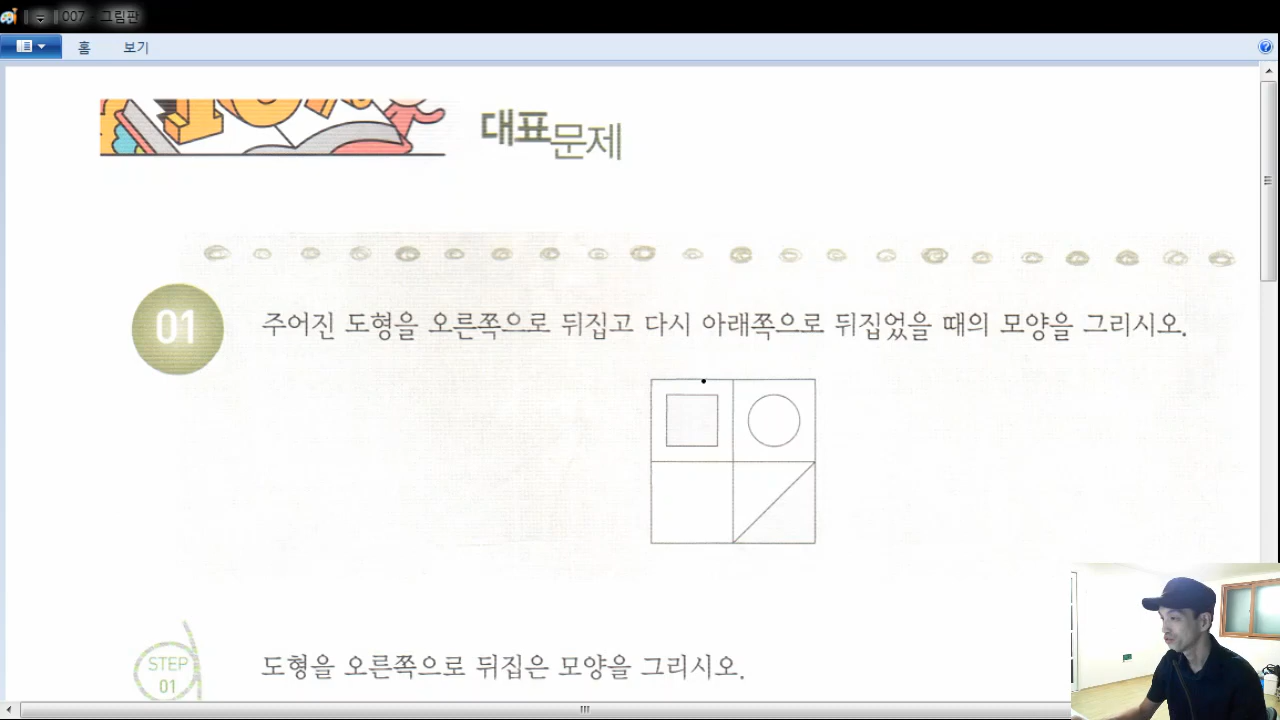 007 - 그림판
홈 보기
대표문제
01 주어진 도형을 오른쪽으로 뒤집고 다시 아래쪽으로 뒤집었을 때의 모양을 그리시오.
STEP
01
도형을 오른쪽으로 뒤집은 모양을 그리시오.